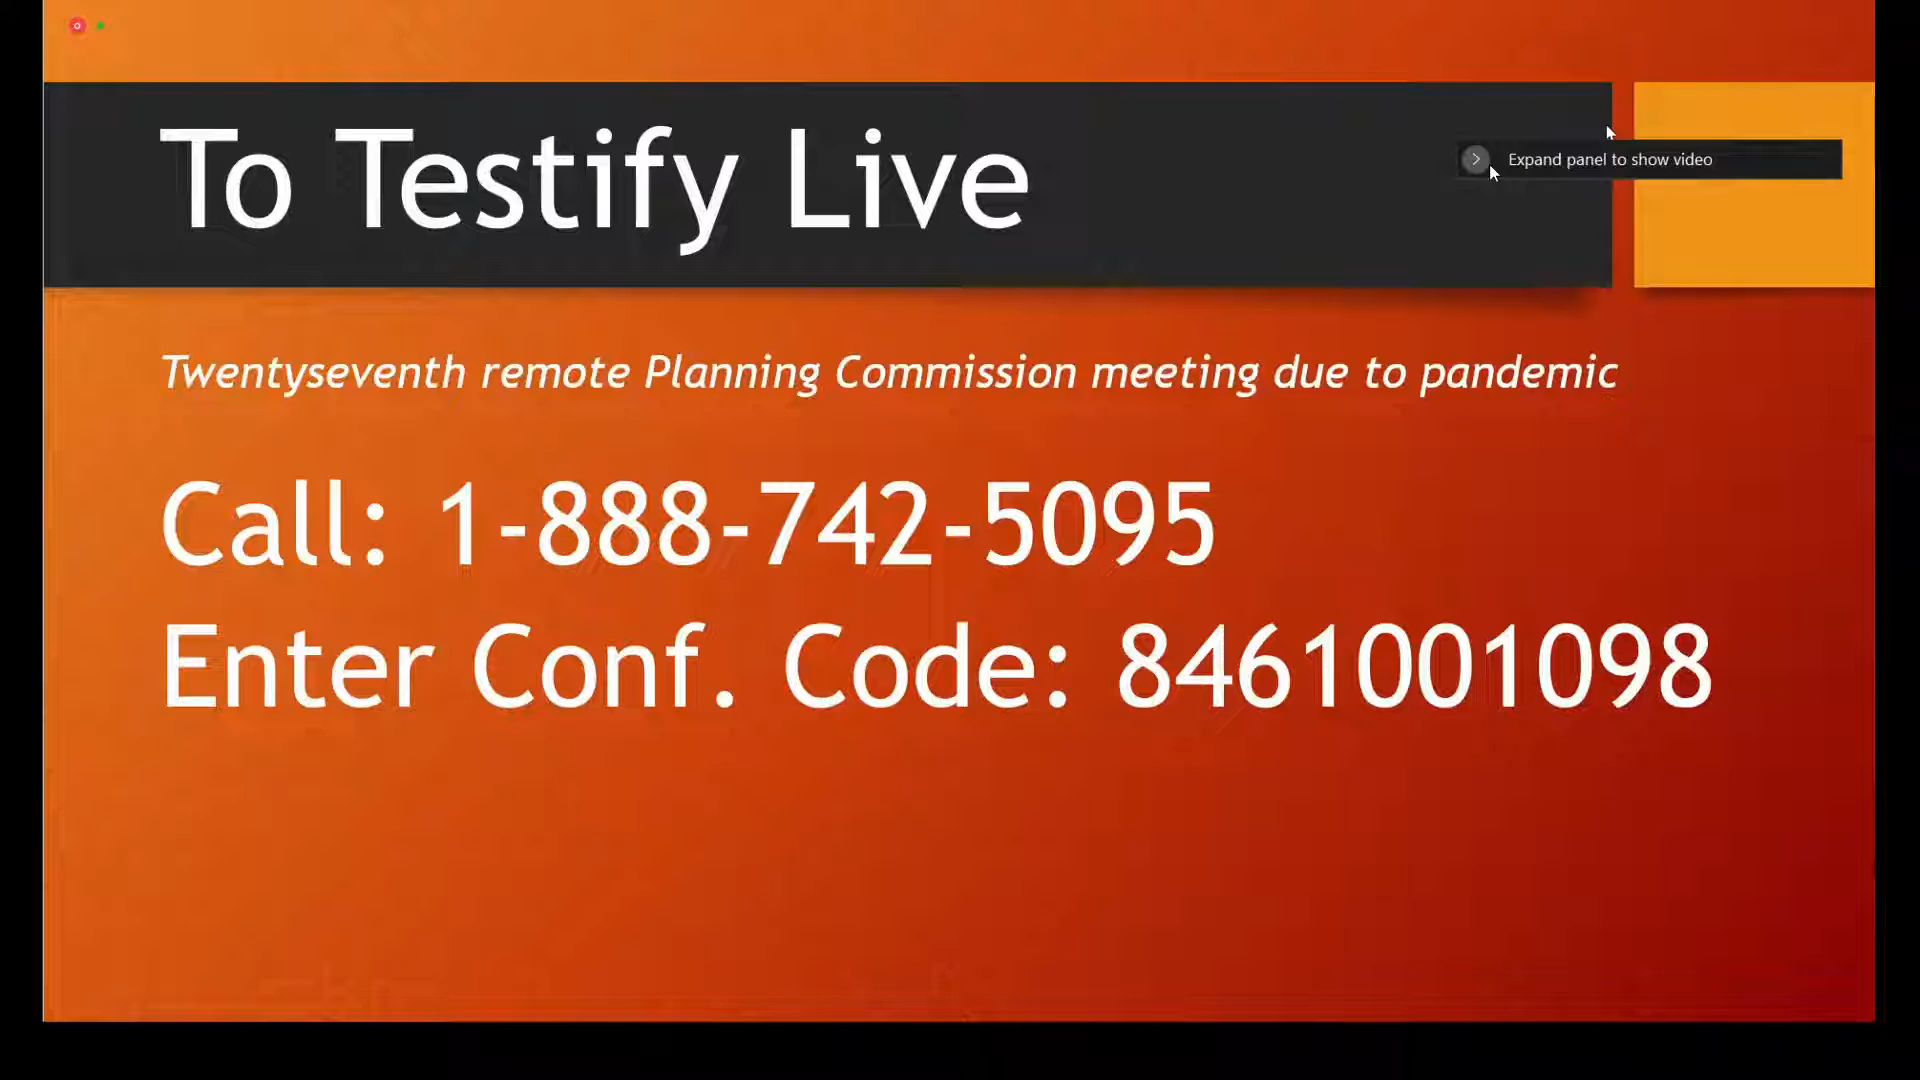 To Testify Live
Expand panel to show video
Twentyseventh remote Planning Commission meeting due to pandemic
Call: 1-888-742-5095
Enter Conf. Code: 8461001098